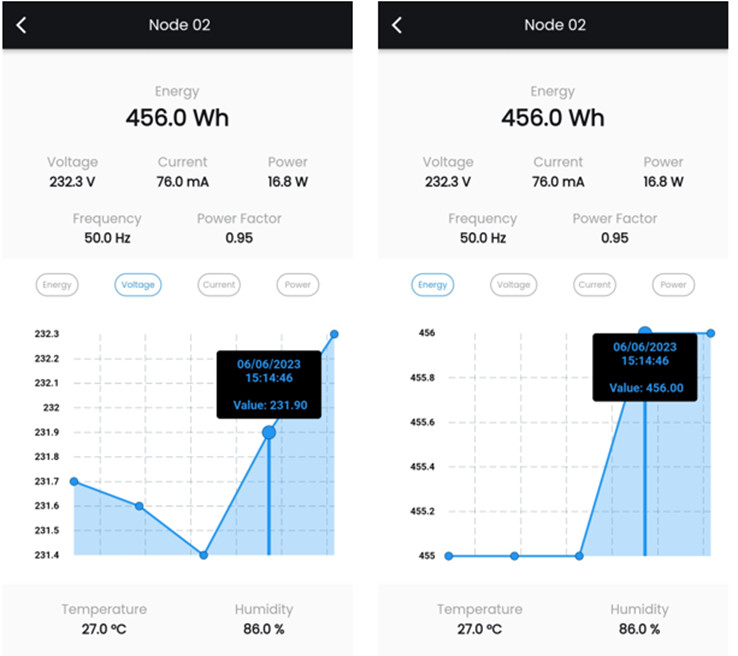 Node 02
Energy
456.0 Wh
Voltage Current Power
232.3 V 76.0 mA 16.8 W
Frequency Power Factor
50.0 Hz 0.95
Energy Voltage Current Power
232.3
232.2
232.1
232
231.9
231.8
231.7
231.6
231.5
231.4
06/06/2023
15:14:46
Value: 231.90
Temperature Humidity
27.0 ºC 86.0 %
Node 02
Energy
456.0 Wh
Voltage Current Power
232.3 V 76.0 mA 16.8 W
Frequency Power Factor
50.0 Hz 0.95
Energy Voltage Current Power
456
455.8
455.6
455.4
455.2
455
06/06/2023
15:14:46
Value: 456.00
Temperature Humidity
27.0 ºC 86.0 %